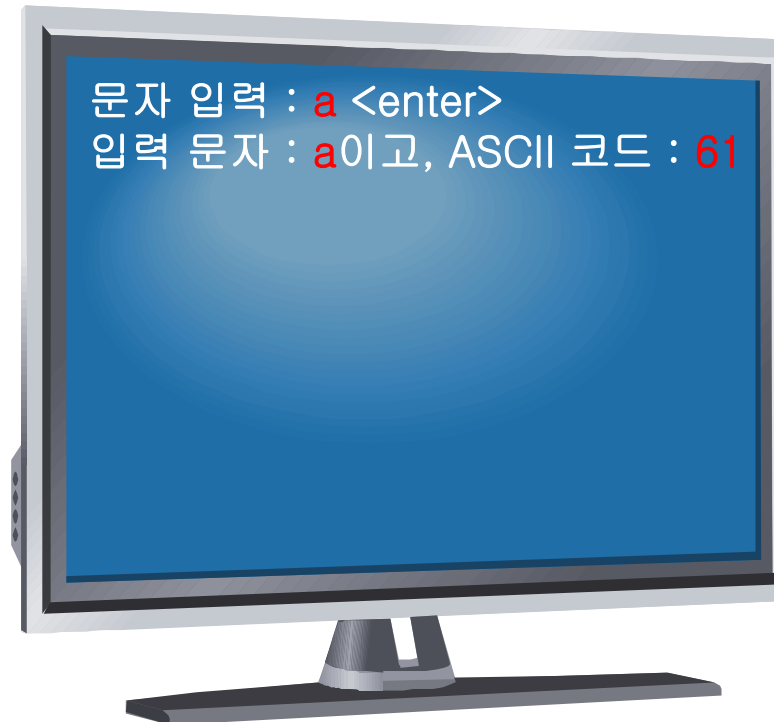 문자 입력 : a <enter>
입력 문자 : a이고, ASCII 코드 : 61